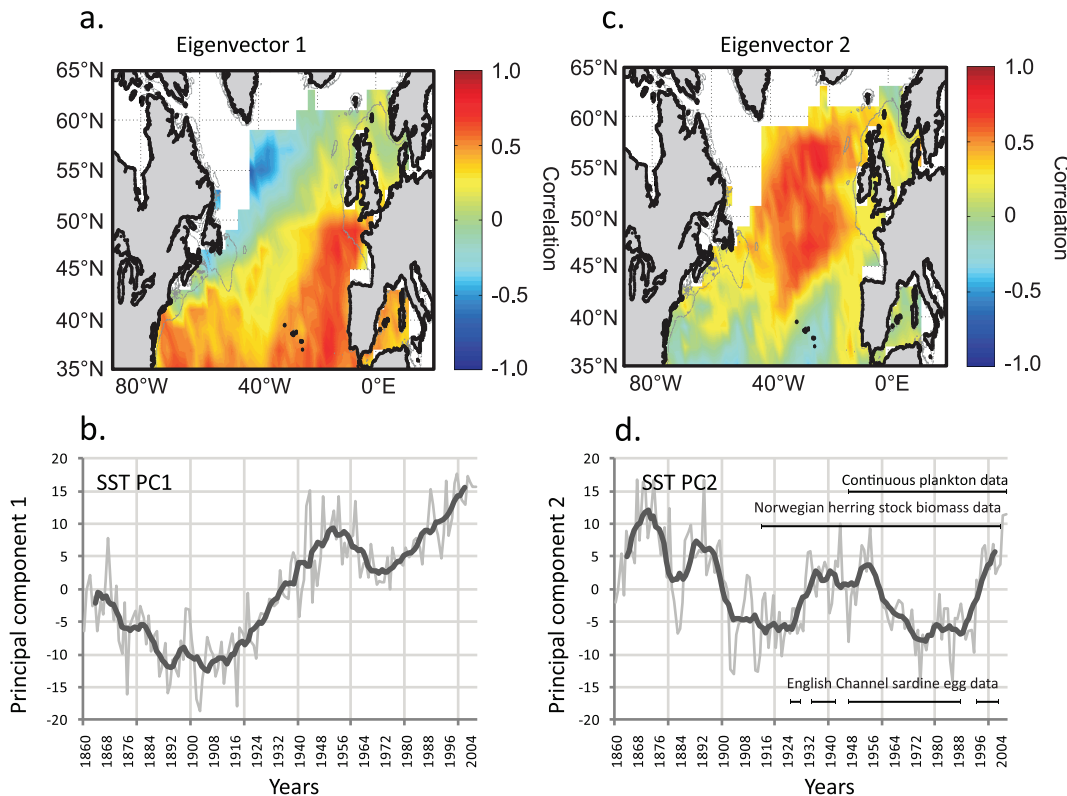 a.
Eigenvector 1
65°N
60°N
55°N
50°N
45°N
40°N
35°N
80°W
40°W
0°E
1.0
0.5
0
-0.5
-1.0
Correlation
c.
Eigenvector 2
65°N
60°N
55°N
50°N
45°N
40°N
35°N
80°W
40°W
0°E
1.0
0.5
0
-0.5
-1.0
Correlation
b.
SST PC1
Principal component 1
20
15
10
5
0
-5
-10
-15
-20
1860
1868
1876
1884
1892
1900
1908
1916
1924
1932
1940
1948
1956
1964
1972
1980
1988
1996
2004
Years
d.
SST PC2
Continuous plankton data
Norwegian herring stock biomass data
English Channel sardine egg data
Principal component 2
20
15
10
5
0
-5
-10
-15
-20
1860
1868
1876
1884
1892
1900
1908
1916
1924
1932
1940
1948
1956
1964
1972
1980
1988
1996
2004
Years